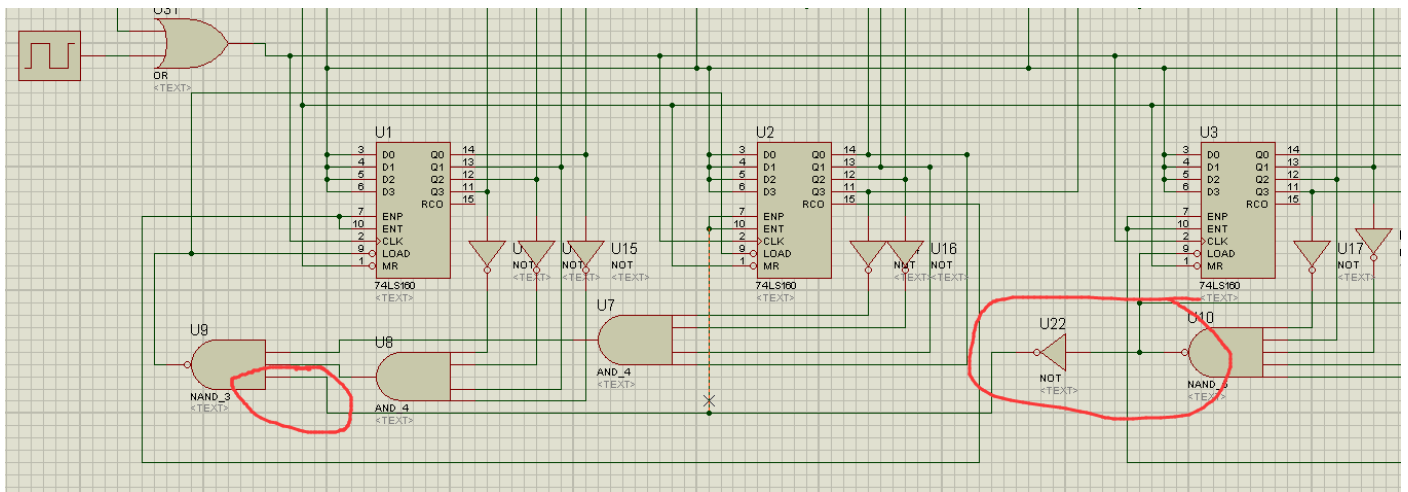 U31
OR
<TEXT>
U1
3 D0 Q0 14
4 D1 Q1 13
5 D2 Q2 12
6 D3 Q3 11
RCO 15
7 ENP
10 ENT
2 CLK
9 LOAD
1 MR
74LS160
<TEXT>
U2
3 D0 Q0 14
4 D1 Q1 13
5 D2 Q2 12
6 D3 Q3 11
RCO 15
7 ENP
10 ENT
2 CLK
9 LOAD
1 MR
74LS160
<TEXT>
U3
3 D0 Q0 14
4 D1 Q1 13
5 D2 Q2 12
6 D3 Q3 11
RCO 15
7 ENP
10 ENT
2 CLK
9 LOAD
1 MR
74LS160
<TEXT>
U15
NOT NOT NOT
<TEXT> <TEXT> <TEXT>
U16
NOT NOT
<TEXT> <TEXT>
U17
NOT
<TEXT>
U7
AND_4
<TEXT>
U9
NAND_3
<TEXT>
U8
AND_4
<TEXT>
U22
NOT
<TEXT>
U10
<TEXT>